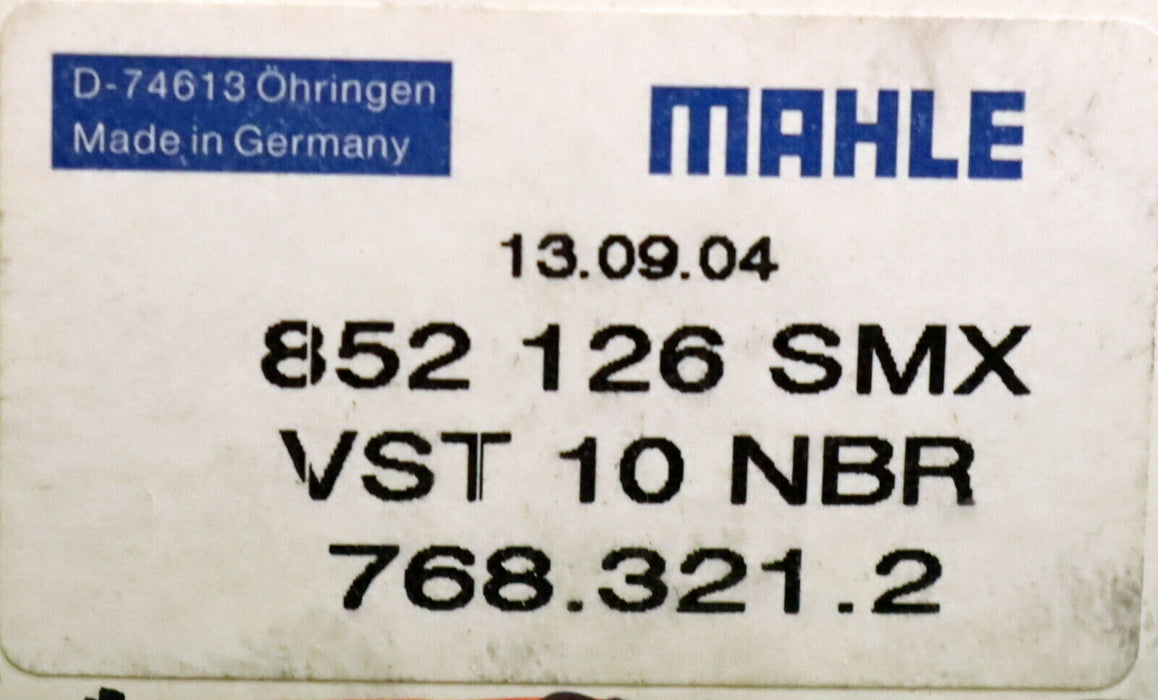 D-74613 Öhringen
Made in Germany
MAHLE
13.09.04
852 126 SMX
VST 10 NBR
768.321.2